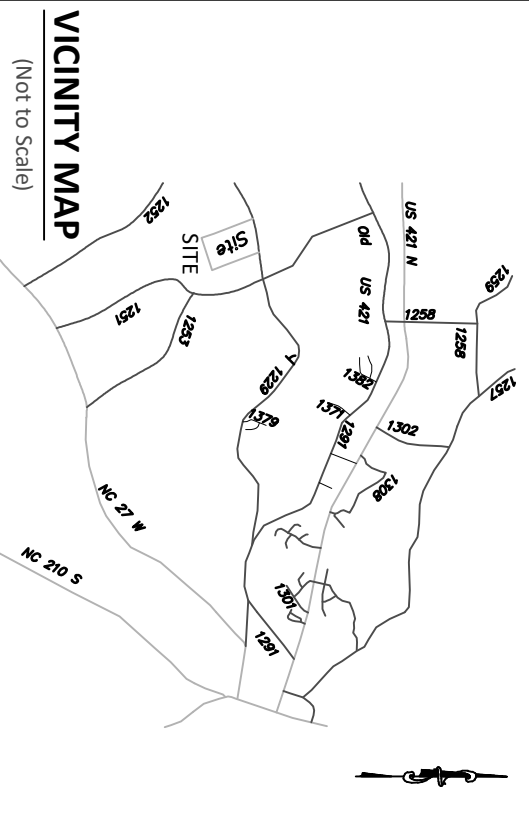 VICINITY MAP
(Not to Scale)
1252
SITE
Site
1251
1253
Old US 421
US 421 N
1259
1258
1258
1257
1229
1379
1382
1371
1291
1302
1308
NC 27 W
NC 210 S
1301
1291